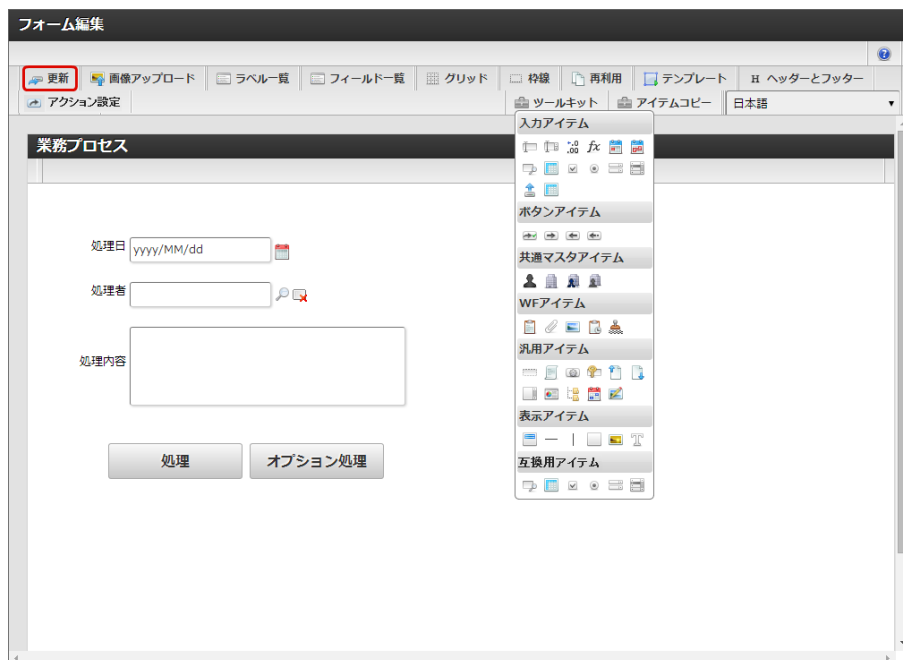 フォーム編集
更新 画像アップロード ラベル一覧 フィールド一覧 グリッド 枠線 再利用 テンプレート H ヘッダーとフッター
アクション設定 ツールキット アイテムコピー 日本語
入力アイテム
業務プロセス
fx
ボタンアイテム
処理日 yyyy/MM/dd
共通マスタアイテム
処理者
WFアイテム
汎用アイテム
処理内容
表示アイテム
処理 オプション処理
互換用アイテム